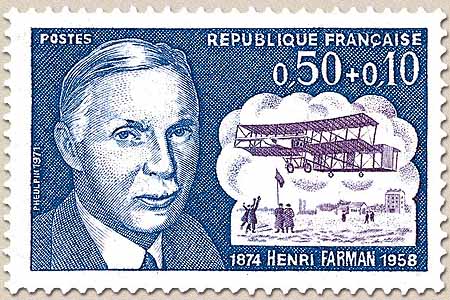 POSTES
RÉPUBLIQUE FRANÇAISE
0,50+0,10
PHEULPIN 1971
1874 HENRI FARMAN 1958